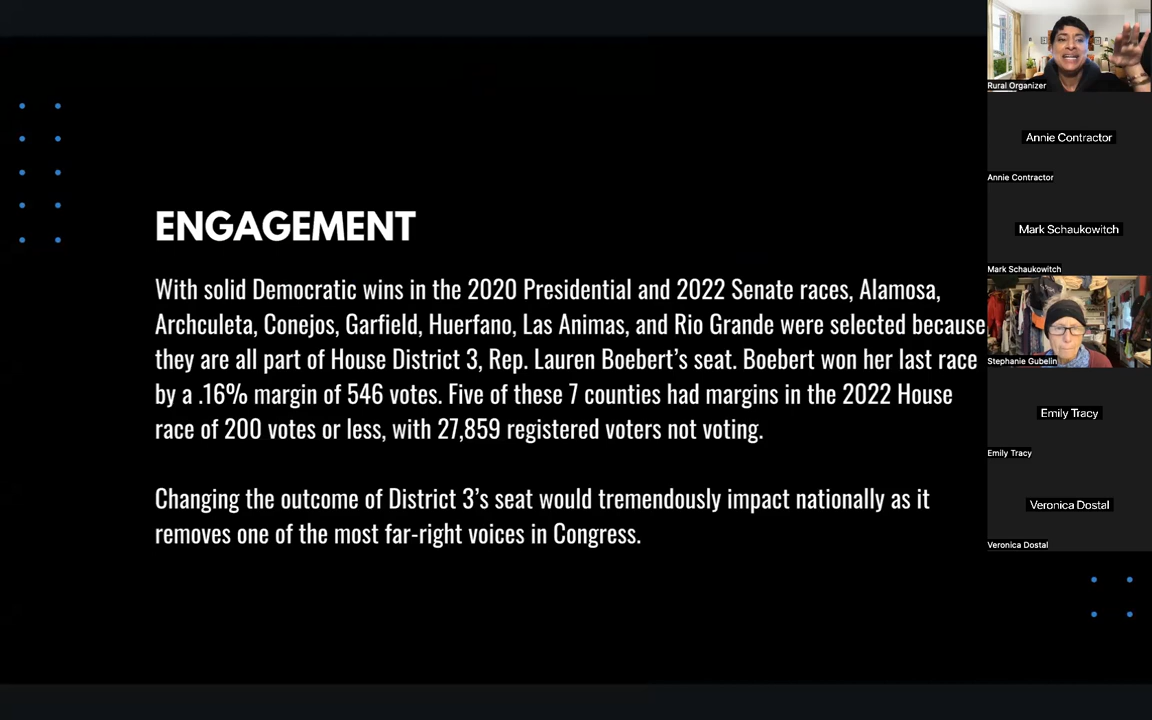 ENGAGEMENT
With solid Democratic wins in the 2020 Presidential and 2022 Senate races, Alamosa,
Archculeta, Conejos, Garfield, Huerfano, Las Animas, and Rio Grande were selected because
they are all part of House District 3, Rep. Lauren Boebert’s seat. Boebert won her last race
by a .16% margin of 546 votes. Five of these 7 counties had margins in the 2022 House
race of 200 votes or less, with 27,859 registered voters not voting.
Changing the outcome of District 3’s seat would tremendously impact nationally as it
removes one of the most far-right voices in Congress.
Rural Organizer
Annie Contractor
Annie Contractor
Mark Schaukowitch
Mark Schaukowitch
Stephanie Gubelin
Emily Tracy
Emily Tracy
Veronica Dostal
Veronica Dostal